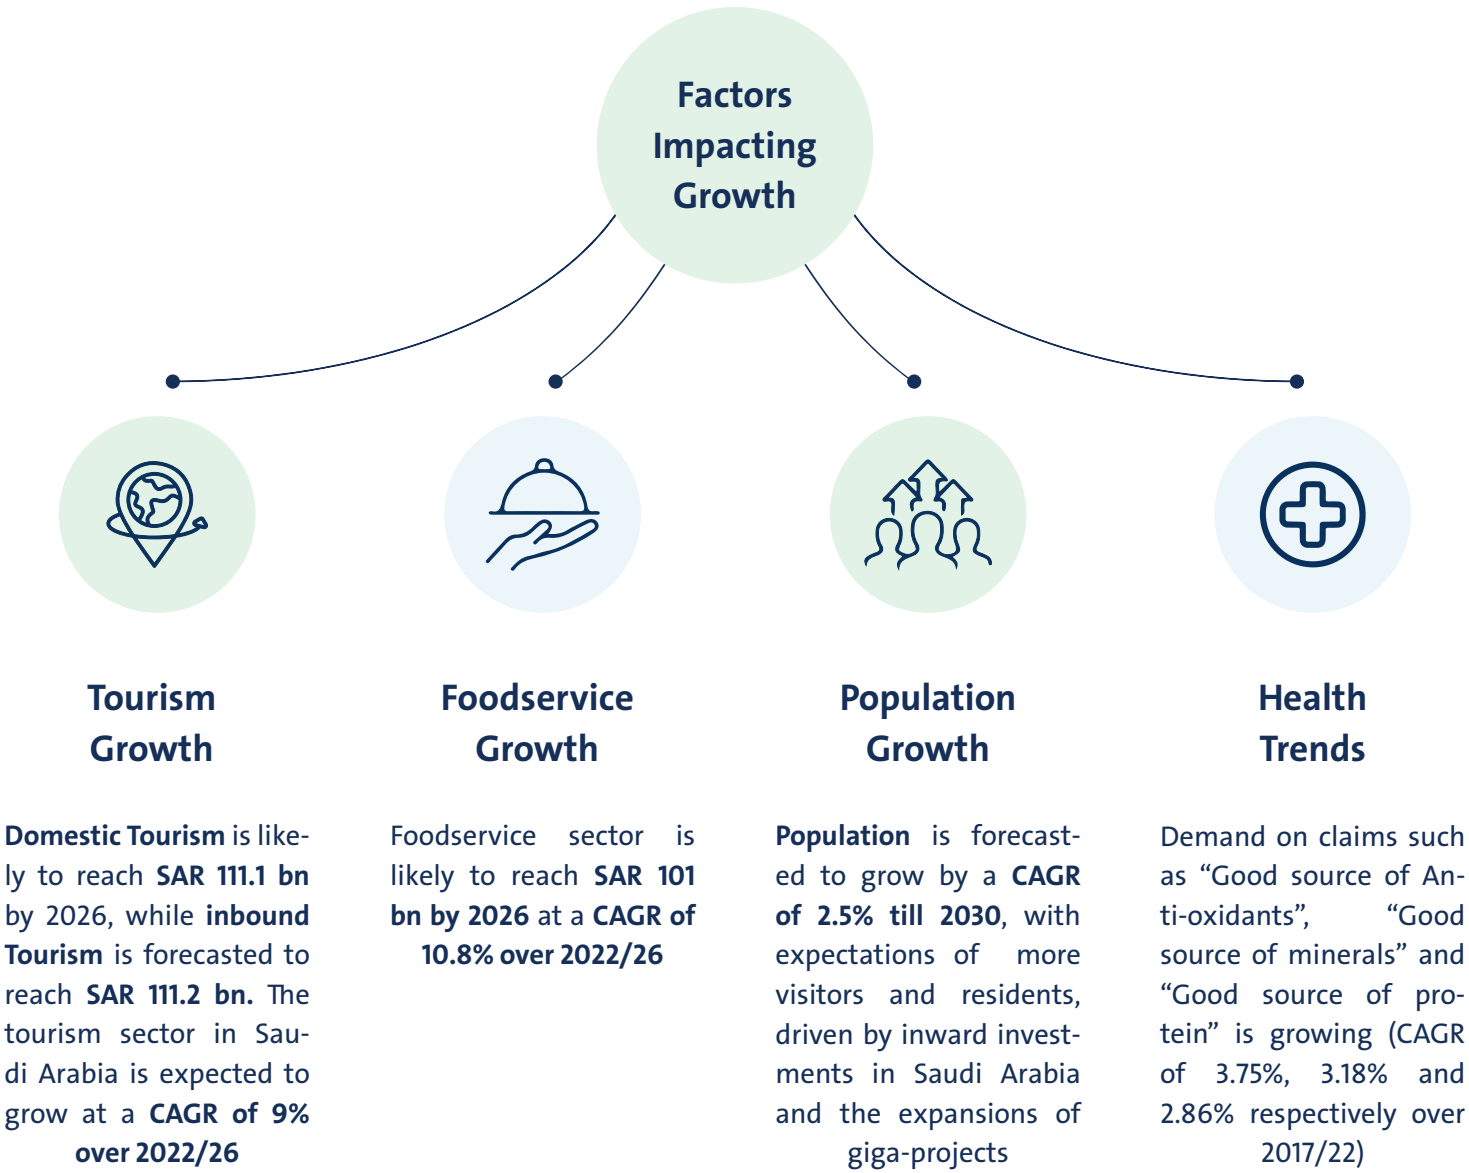 Factors
Impacting
Growth
Tourism
Growth
Domestic Tourism is like-
ly to reach SAR 111.1 bn
by 2026, while inbound
Tourism is forecasted to
reach SAR 111.2 bn. The
tourism sector in Sau-
di Arabia is expected to
grow at a CAGR of 9%
over 2022/26
Foodservice
Growth
Foodservice sector is
likely to reach SAR 101
bn by 2026 at a CAGR of
10.8% over 2022/26
Population
Growth
Population is forecast-
ed to grow by a CAGR
of 2.5% till 2030, with
expectations of more
visitors and residents,
driven by inward invest-
ments in Saudi Arabia
and the expansions of
giga-projects
Health
Trends
Demand on claims such
as “Good source of An-
ti-oxidants”, “Good
source of minerals” and
“Good source of pro-
tein” is growing (CAGR
of 3.75%, 3.18% and
2.86% respectively over
2017/22)